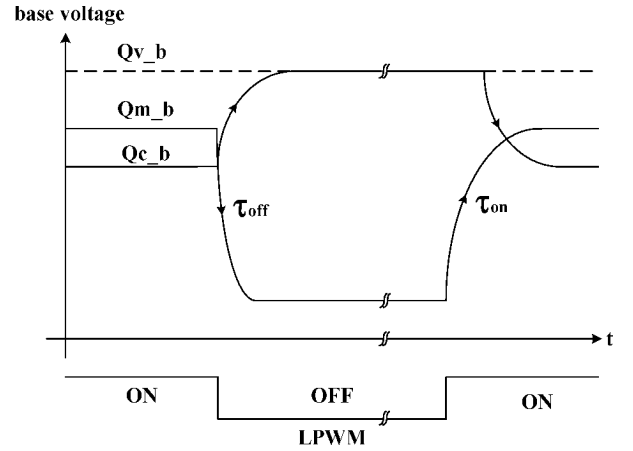 base voltage
Qv_b
Qm_b
Qc_b
τoff
τon
t
ON
OFF
ON
LPWM